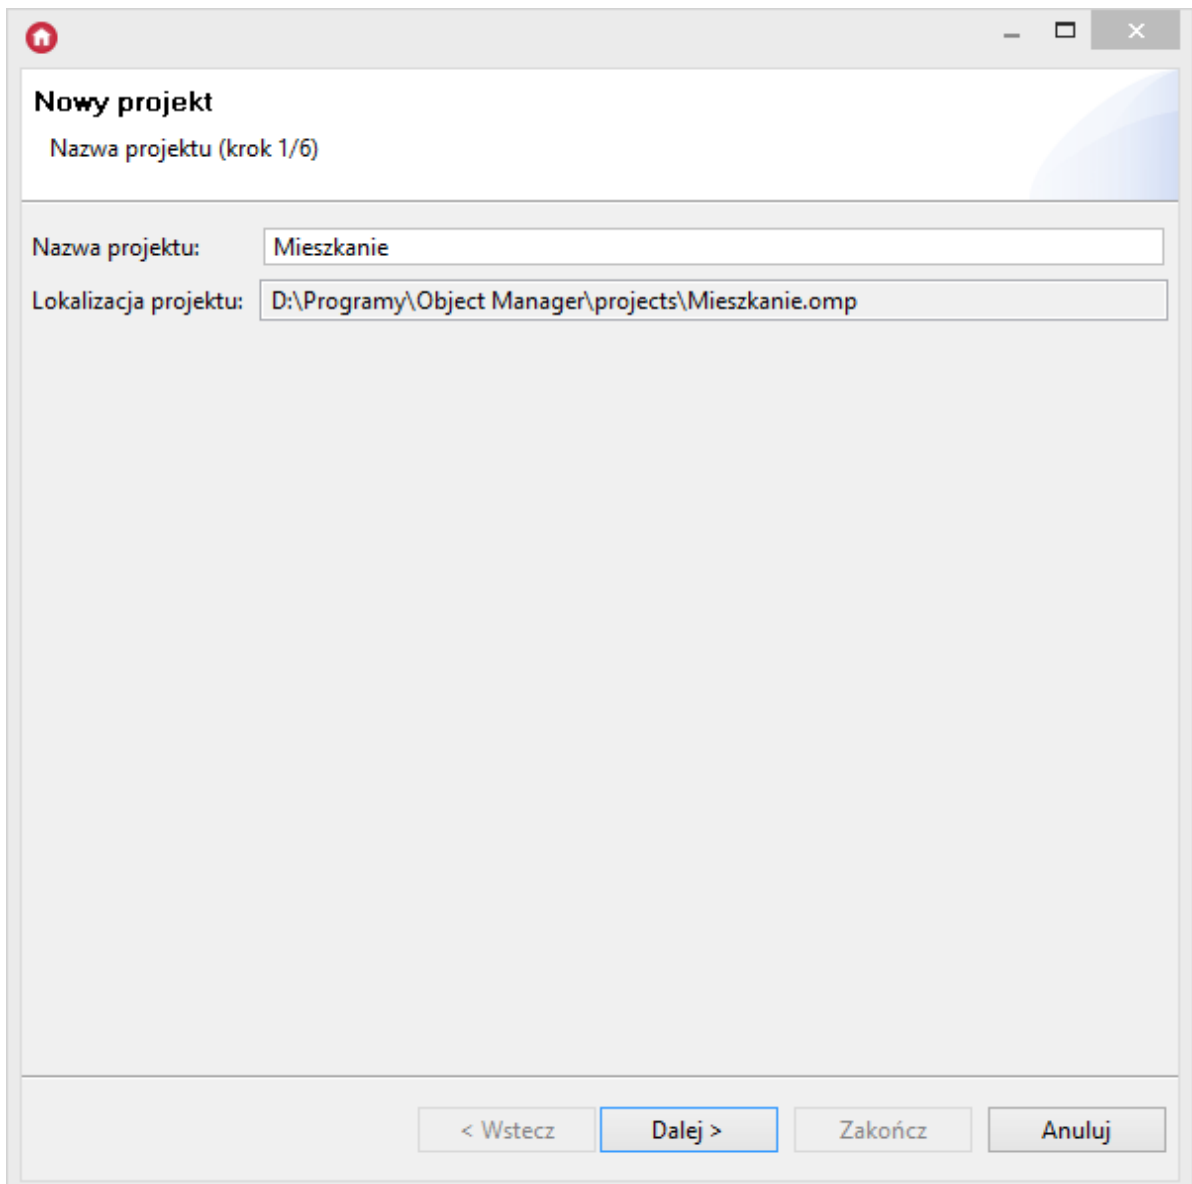 Nowy projekt
Nazwa projektu (krok 1/6)
Nazwa projektu: Mieszkanie
Lokalizacja projektu: D:\Programy\Object Manager\projects\Mieszkanie.omp
< Wstecz Dalej > Zakończ Anuluj